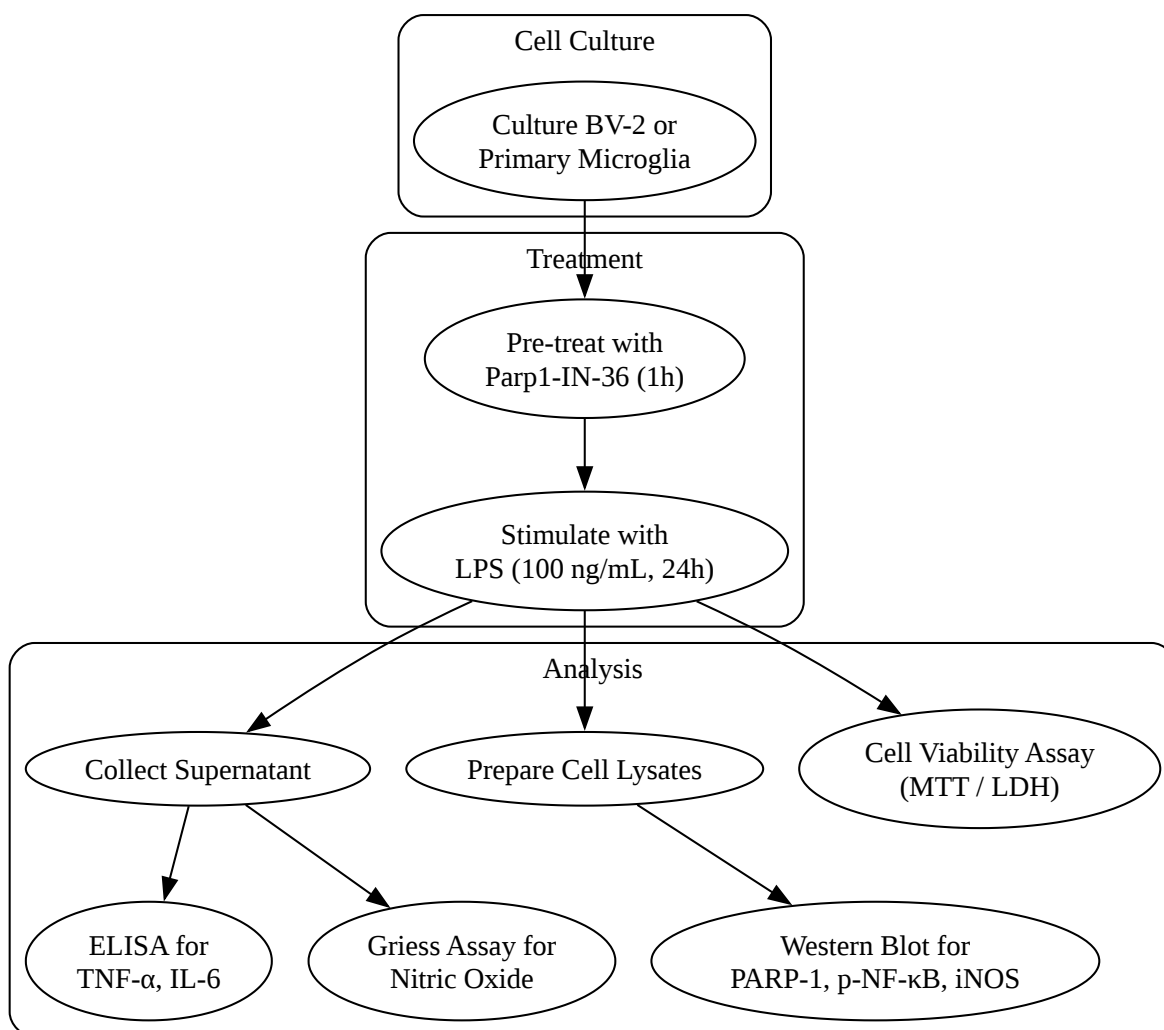 Cell Culture
Culture BV-2 or
Primary Microglia
Treatment
Pre-treat with
Parp1-IN-36 (1h)
Stimulate with
LPS (100 ng/mL, 24h)
Analysis
Collect Supernatant
Prepare Cell Lysates
Cell Viability Assay
(MTT / LDH)
ELISA for
TNF-α, IL-6
Griess Assay for
Nitric Oxide
Western Blot for
PARP-1, p-NF-κB, iNOS